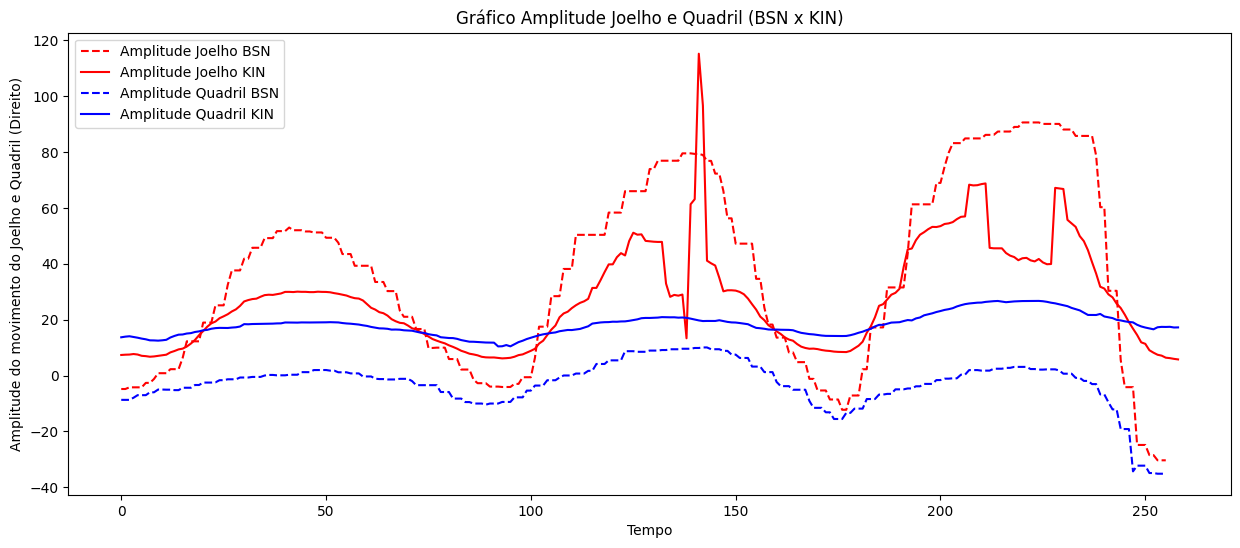 Gráfico Amplitude Joelho e Quadril (BSN x KIN)
Amplitude do movimento do Joelho e Quadril (Direito)
120
100
80
60
40
20
0
−20
−40
Amplitude Joelho BSN
Amplitude Joelho KIN
Amplitude Quadril BSN
Amplitude Quadril KIN
0 50 100 150 200 250
Tempo